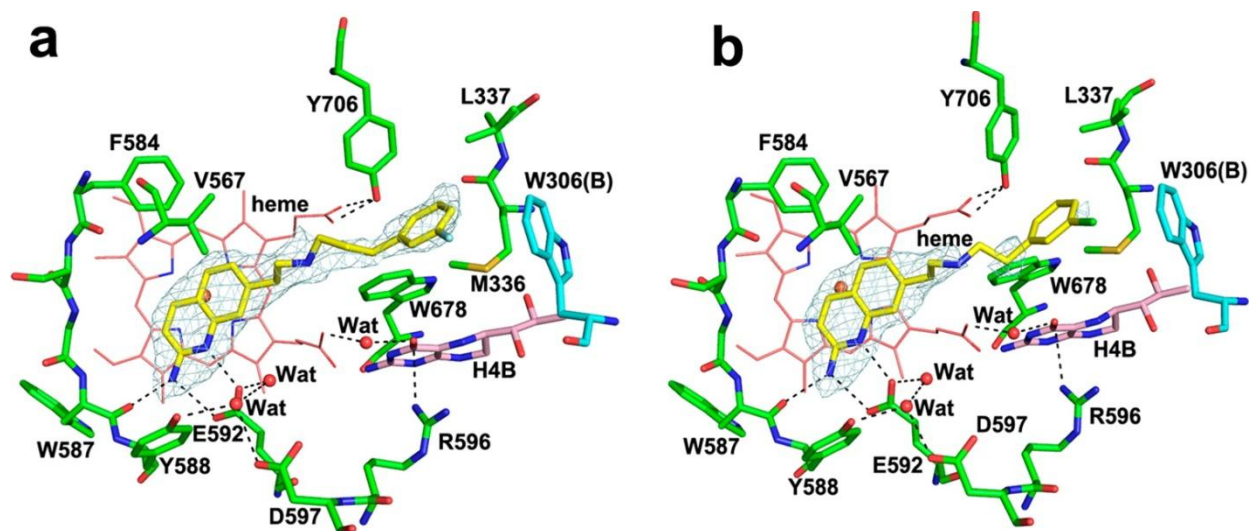 a
Y706
L337
F584
V567
W306(B)
heme
M336
W678
Wat
H4B
Wat
Wat
E592
R596
W587
Y588
D597
b
Y706
L337
F584
V567
W306(B)
heme
W678
Wat
H4B
Wat
Wat
R596
W587
D597
Y588
E592